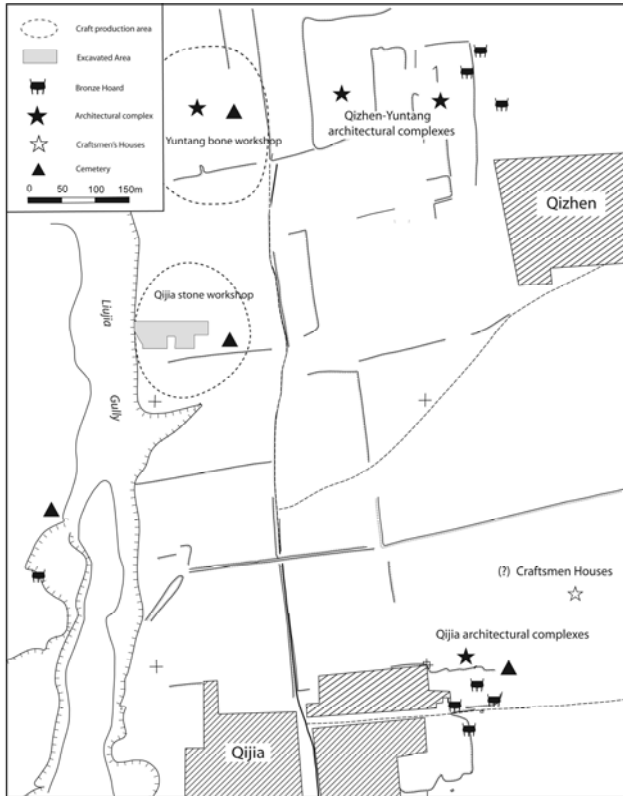 Craft production area
Excavated Area
Bronze Hoard
Architectural complex
Craftsmen's Houses
Cemetery
0 50 100 150m
Yuntang bone workshop
Qizhen-Yuntang
architectural complexes
Qizhen
Qijia stone workshop
Liujia
Gully
(?) Craftsmen Houses
Qijia architectural complexes
Qijia